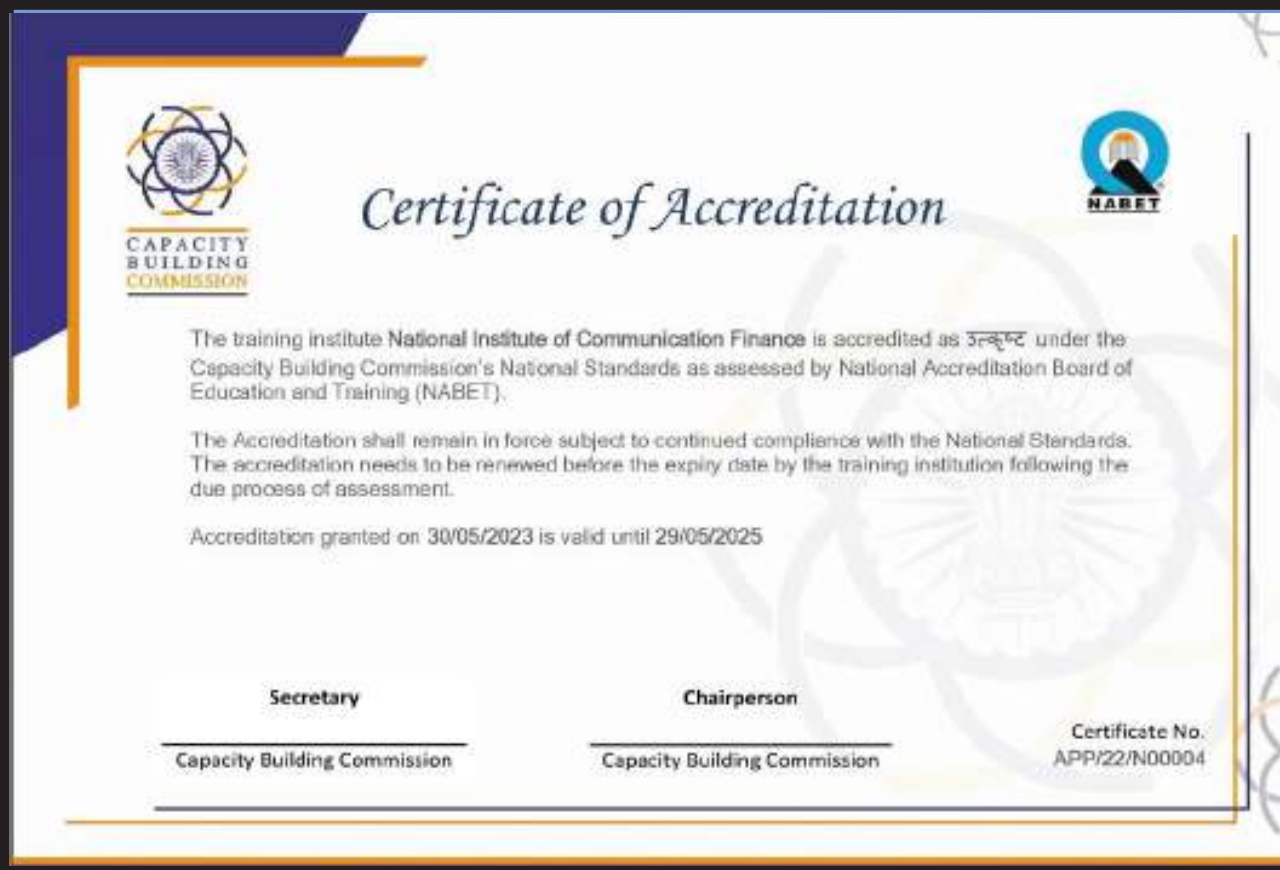 CAPACITY
BUILDING
COMMISSION
NABET
Certificate of Accreditation
The training institute National Institute of Communication Finance is accredited as उत्कृष्ट under the
Capacity Building Commission's National Standards as assessed by National Accreditation Board of
Education and Training (NABET).
The Accreditation shall remain in force subject to continued compliance with the National Standards.
The accreditation needs to be renewed before the expiry date by the training institution following the
due process of assessment.
Accreditation granted on 30/05/2023 is valid until 29/05/2025
Secretary
Capacity Building Commission
Chairperson
Capacity Building Commission
Certificate No.
APP/22/N00004